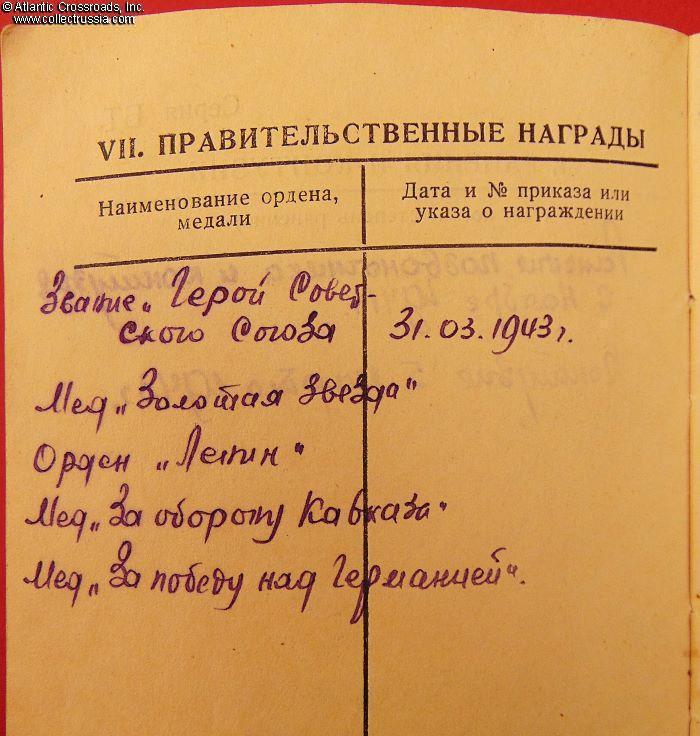 © Atlantic Crossroads, Inc.
www.collectrussia.com
VII. ПРАВИТЕЛЬСТВЕННЫЕ НАГРАДЫ
Наименование ордена,
медали
Дата и № приказа или
указа о награждении
Звание „Герой Совет-
ского Союза 31.03.1943 г.
Мед „Золотая Звезда"
Орден „Ленин"
Мед „За оборону Кавказа"
Мед „За победу над Германией".